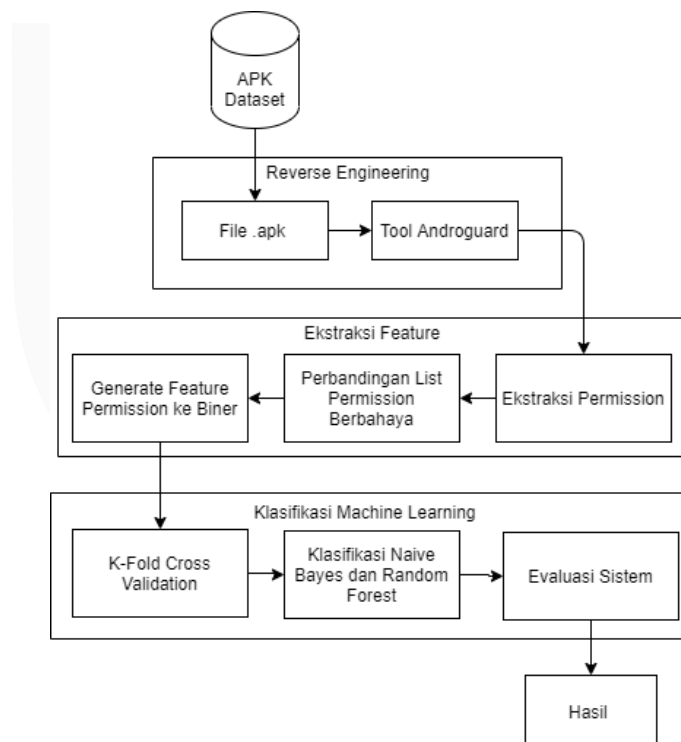 APK
Dataset
Reverse Engineering
File .apk
Tool Androguard
Ekstraksi Feature
Generate Feature
Permission ke Biner
Perbandingan List
Permission
Berbahaya
Ekstraksi Permission
Klasifikasi Machine Learning
K-Fold Cross
Validation
Klasifikasi Naive
Bayes dan Random
Forest
Evaluasi Sistem
Hasil